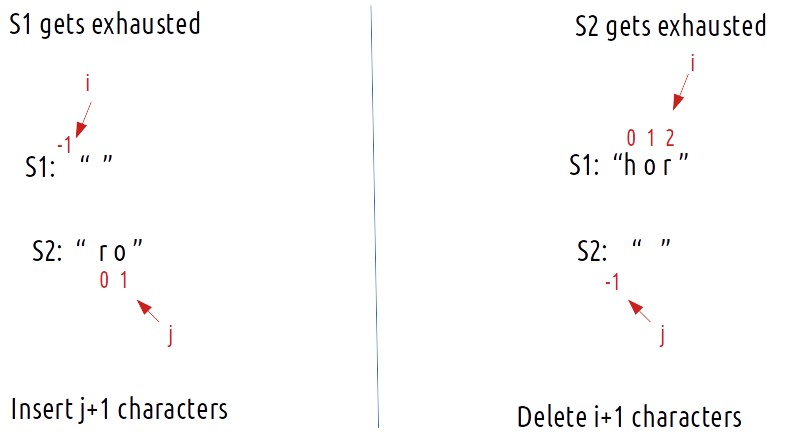 S1 gets exhausted
i
-1
S1: “ ”
S2: “ r o ”
0 1
j
Insert j+1 characters
S2 gets exhausted
i
0 1 2
S1: “h o r ”
S2: “ ”
-1
j
Delete i+1 characters